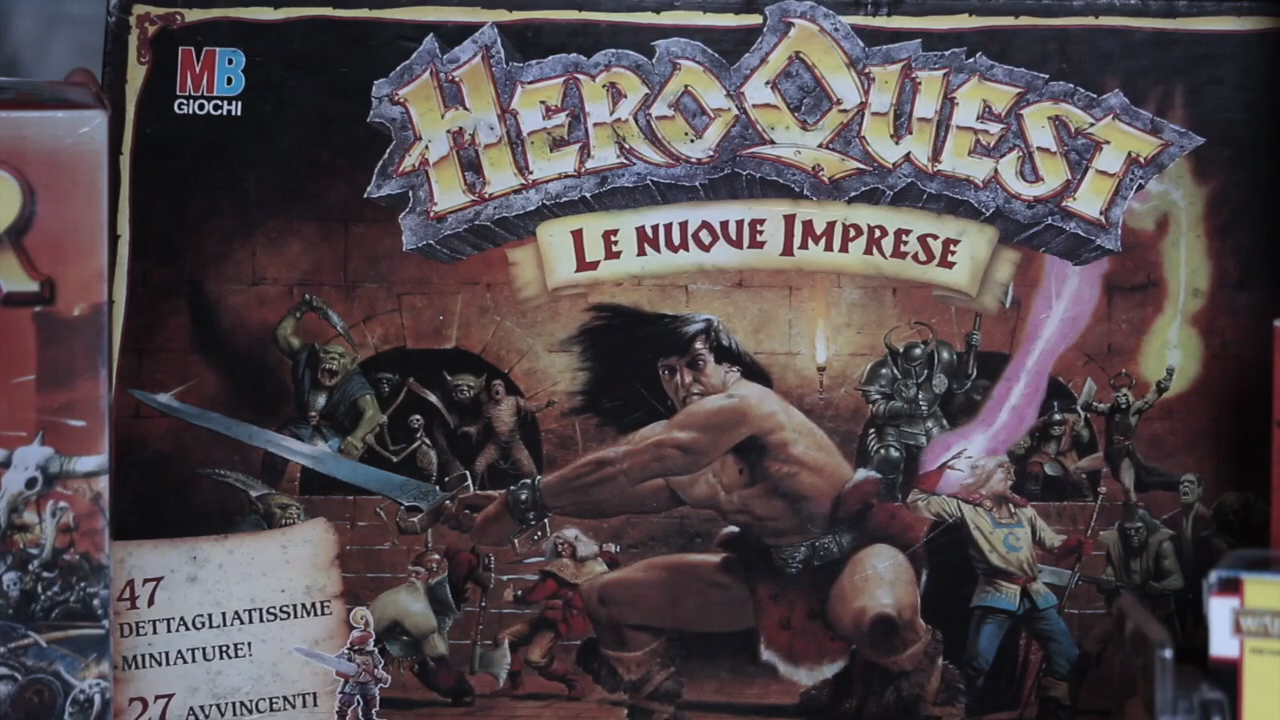 MB
GIOCHI
HEROQUEST
LE NUOVE IMPRESE
47
DETTAGLIATISSIME
MINIATURE!
27 AVVINCENTI
R